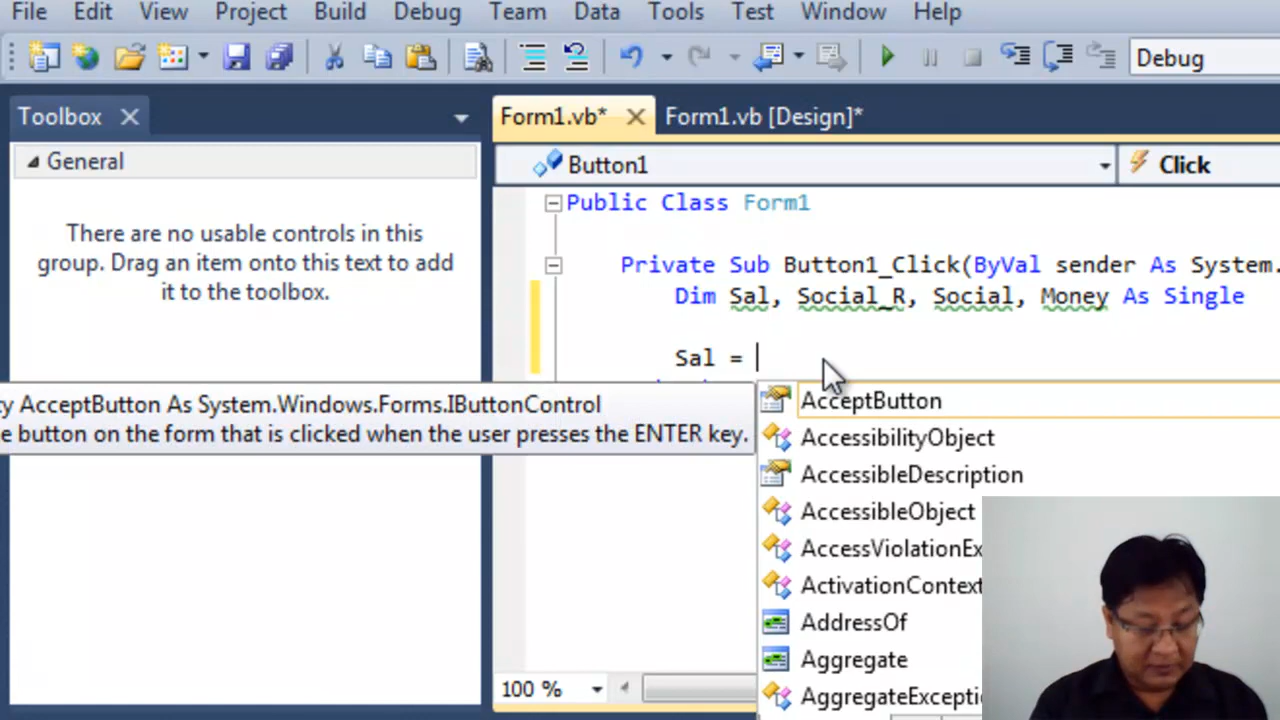 File Edit View Project Build Debug Team Data Tools Test Window Help
Debug
Toolbox
Form1.vb* Form1.vb [Design]*
General
Button1 Click
There are no usable controls in this
group. Drag an item onto this text to add
it to the toolbox.
Public Class Form1
Private Sub Button1_Click(ByVal sender As System.
Dim Sal, Social_R, Social, Money As Single
Sal =
y AcceptButton As System.Windows.Forms.IButtonControl
e button on the form that is clicked when the user presses the ENTER key.
AcceptButton
AccessibilityObject
AccessibleDescription
AccessibleObject
AccessViolationEx
ActivationContext
AddressOf
Aggregate
AggregateExcepti
100 %